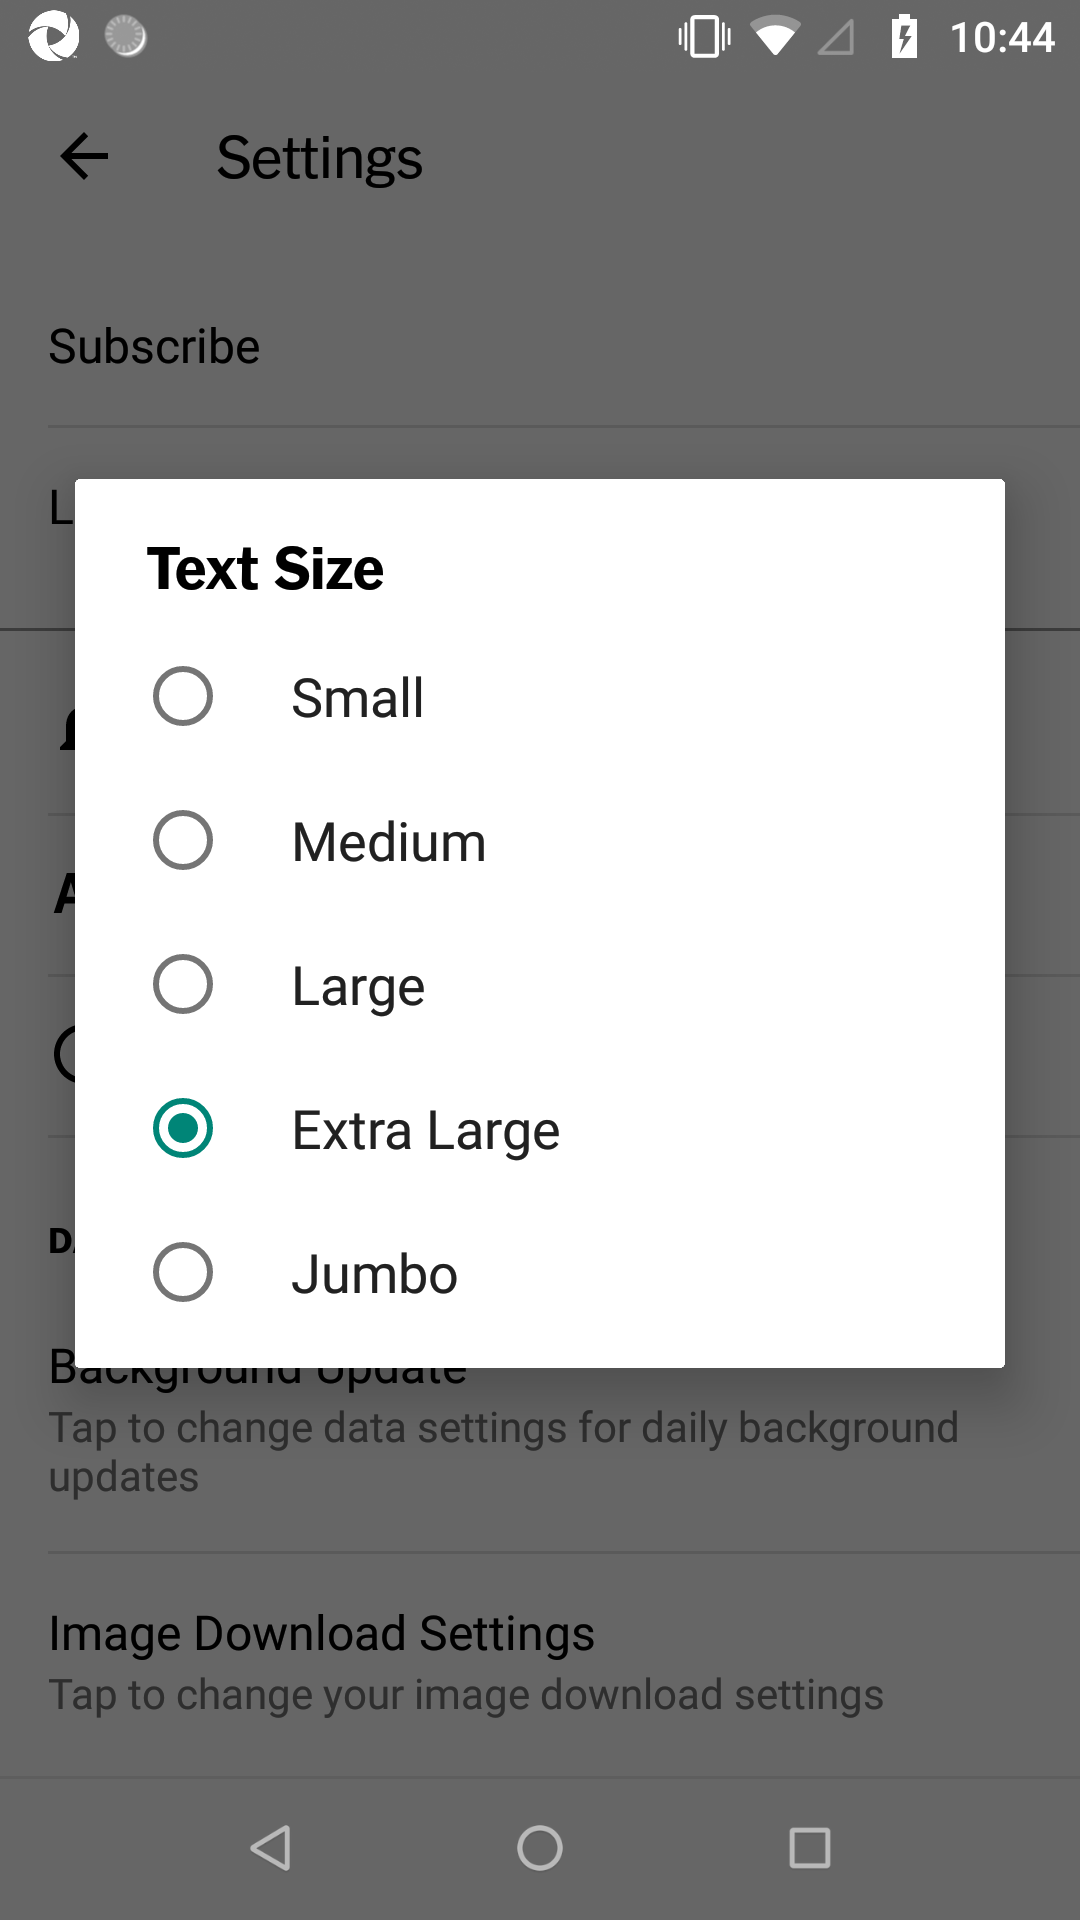 10:44
Settings
Subscribe
L
Text Size
Small
Medium
Large
Extra Large
Jumbo
Background Update
Tap to change data settings for daily background
updates
Image Download Settings
Tap to change your image download settings